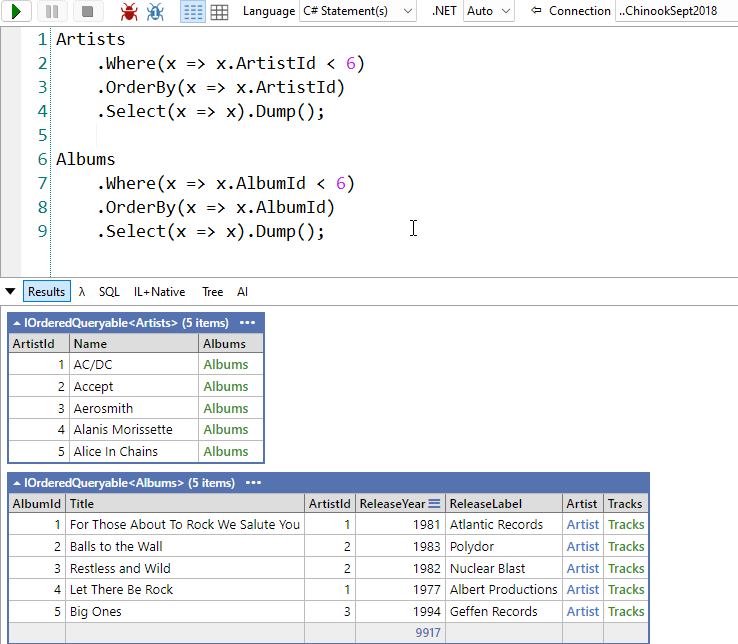 Language C# Statement(s) .NET Auto Connection ..ChinookSept2018
1 Artists
2 .Where(x => x.ArtistId < 6)
3 .OrderBy(x => x.ArtistId)
4 .Select(x => x).Dump();
5
6 Albums
7 .Where(x => x.AlbumId < 6)
8 .OrderBy(x => x.AlbumId)
9 .Select(x => x).Dump();
Results λ SQL IL+Native Tree AI
IOrderedQueryable<Artists> (5 items) •••
ArtistId Name Albums
1 AC/DC Albums
2 Accept Albums
3 Aerosmith Albums
4 Alanis Morissette Albums
5 Alice In Chains Albums
IOrderedQueryable<Albums> (5 items) •••
AlbumId Title ArtistId ReleaseYear ReleaseLabel Artist Tracks
1 For Those About To Rock We Salute You 1 1981 Atlantic Records Artist Tracks
2 Balls to the Wall 2 1983 Polydor Artist Tracks
3 Restless and Wild 2 1982 Nuclear Blast Artist Tracks
4 Let There Be Rock 1 1977 Albert Productions Artist Tracks
5 Big Ones 3 1994 Geffen Records Artist Tracks
9917